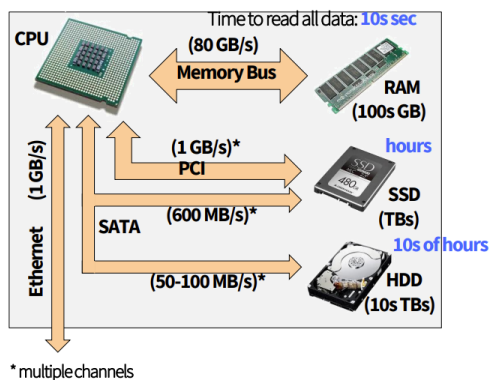 Time to read all data: 10s sec
CPU
(80 GB/s)
Memory Bus
RAM
(100s GB)
(1 GB/s)*
PCI
hours
SSD
480
SSD
(TBs)
(600 MB/s)*
SATA
10s of hours
(50-100 MB/s)*
HDD
(10s TBs)
Ethernet
(1 GB/s)
* multiple channels